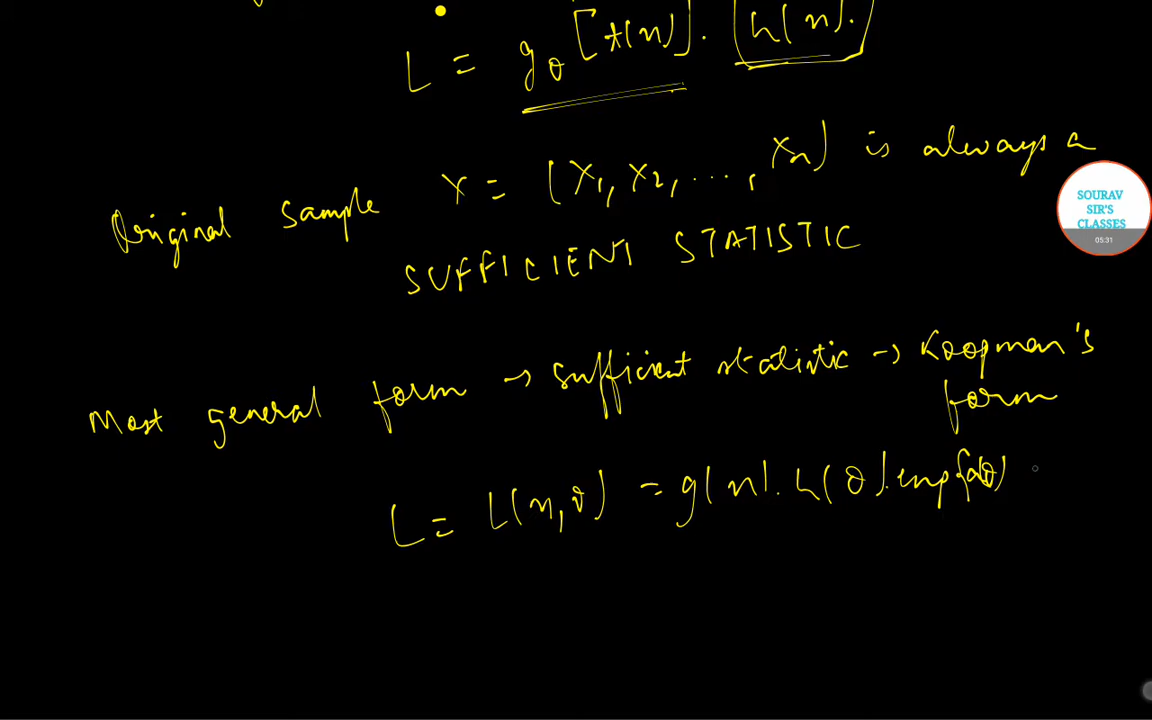 L = gθ [t(x)] . h(x).
Original Sample X = (X1, X2, ..., Xn) is always a
SUFFICIENT STATISTIC
Most general form → sufficient statistic → Koopman's
form
L = L(x, θ) = g(x). h(θ). exp{a(θ)
SOURAV
SIR'S
CLASSES
05:31